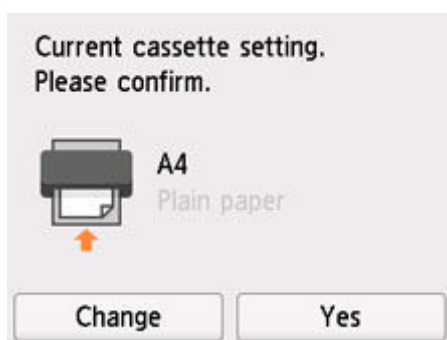 Current cassette setting.
Please confirm.
A4
Plain paper
Change
Yes